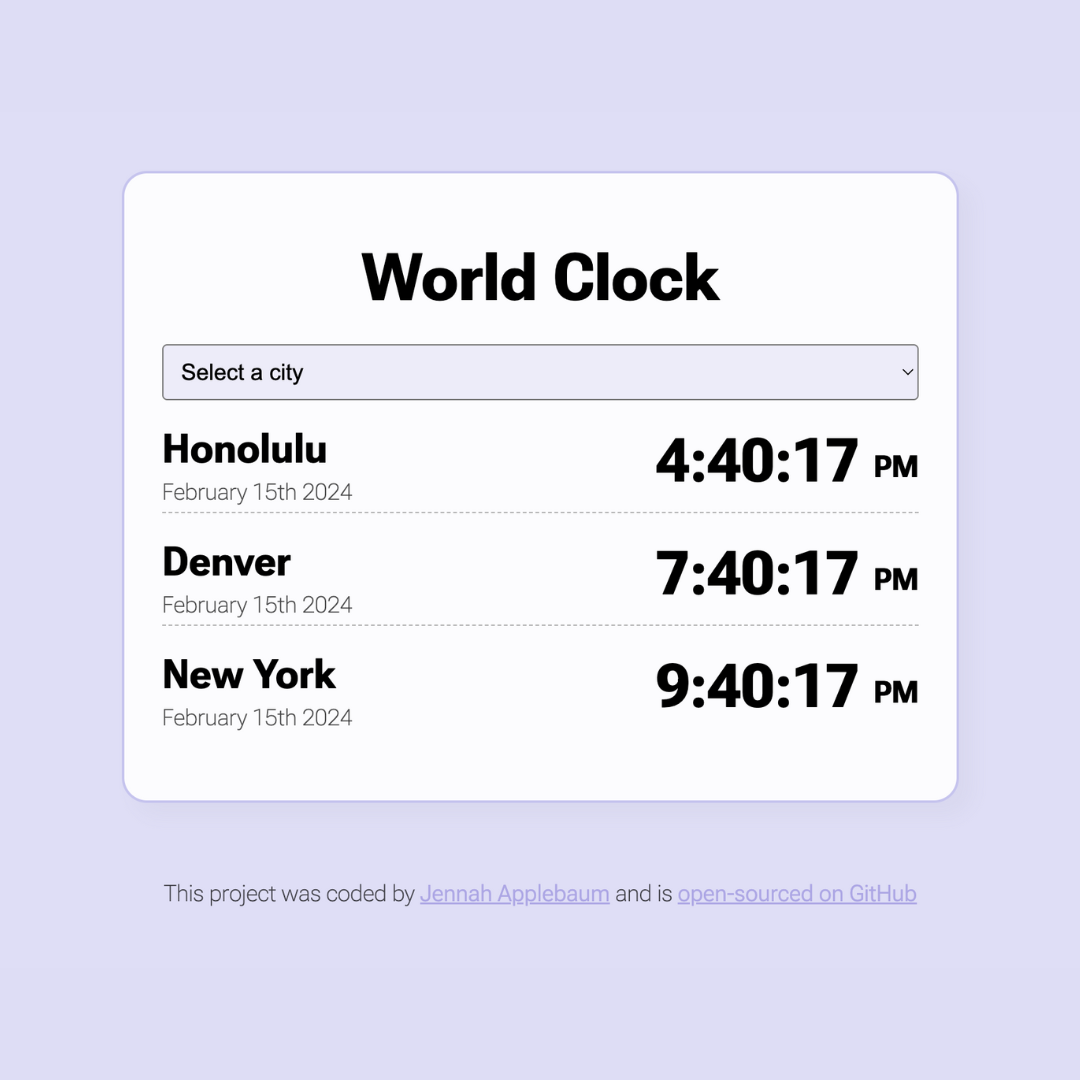 World Clock
Select a city
Honolulu
February 15th 2024
4:40:17 PM
Denver
February 15th 2024
7:40:17 PM
New York
February 15th 2024
9:40:17 PM
This project was coded by Jennah Applebaum and is open-sourced on GitHub